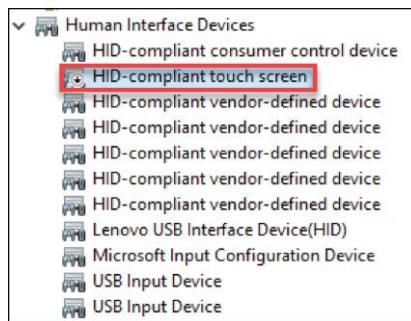 Human Interface Devices
HID-compliant consumer control device
HID-compliant touch screen
HID-compliant vendor-defined device
HID-compliant vendor-defined device
HID-compliant vendor-defined device
HID-compliant vendor-defined device
HID-compliant vendor-defined device
Lenovo USB Interface Device(HID)
Microsoft Input Configuration Device
USB Input Device
USB Input Device